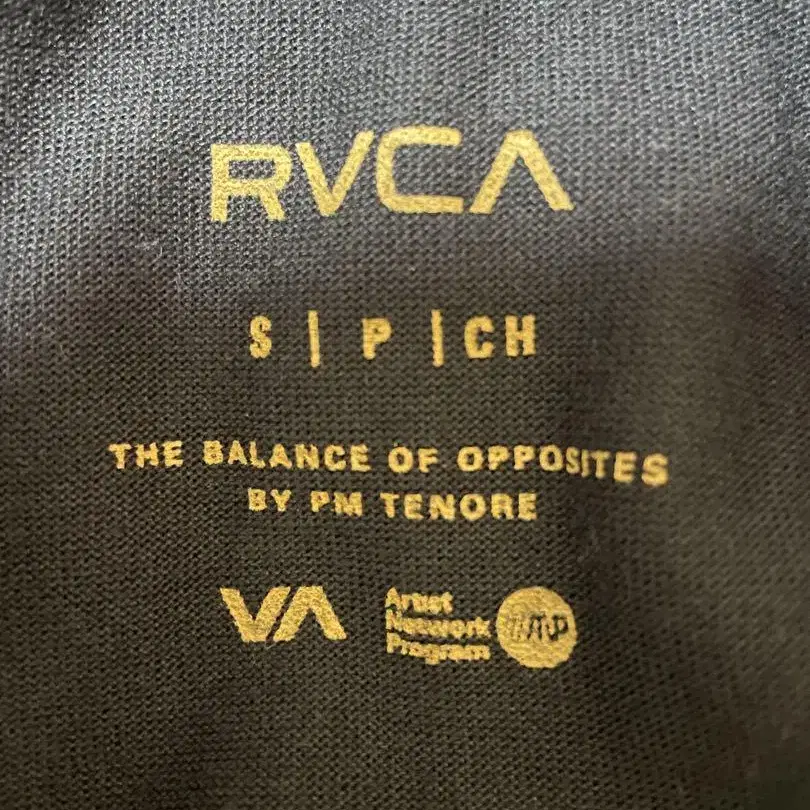 RVCA
S | P | CH
THE BALANCE OF OPPOSITES
BY PM TENORE
VA
Artist
Network
Program